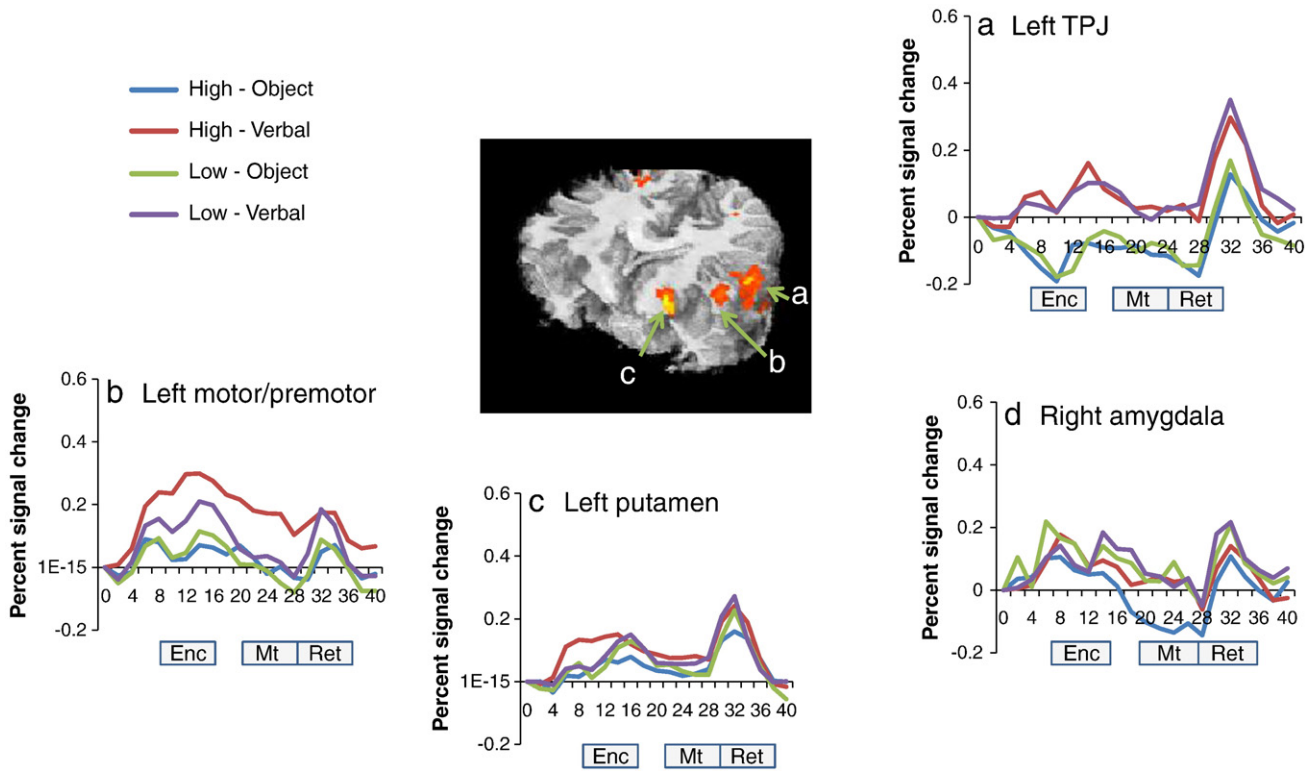 High - Object
High - Verbal
Low - Object
Low - Verbal
a Left TPJ
Percent signal change
0.6
0.4
0.2
0
-0.2
0 4 8 12 16 20 24 28 32 36 40
Enc Mt Ret
a
b
c
b Left motor/premotor
Percent signal change
0.6
0.4
0.2
1E-15
-0.2
0 4 8 12 16 20 24 28 32 36 40
Enc Mt Ret
c Left putamen
Percent signal change
0.6
0.4
0.2
1E-15
-0.2
0 4 8 12 16 20 24 28 32 36 40
Enc Mt Ret
d Right amygdala
Percent signal change
0.6
0.4
0.2
0
-0.2
0 4 8 12 16 20 24 28 32 36 40
Enc Mt Ret